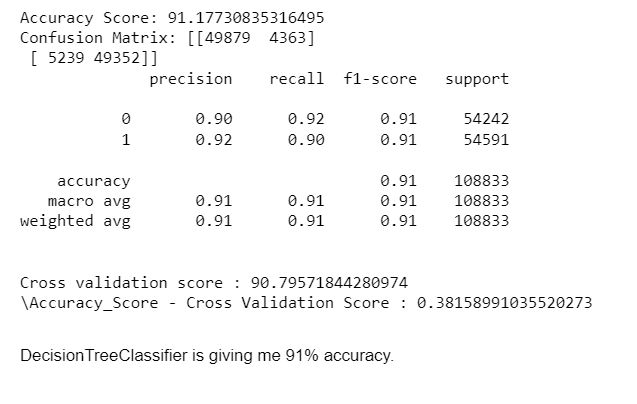 Accuracy Score: 91.17730835316495
Confusion Matrix: [[49879  4363]
 [ 5239 49352]]
              precision    recall  f1-score   support

           0       0.90      0.92      0.91     54242
           1       0.92      0.90      0.91     54591

    accuracy                           0.91    108833
   macro avg       0.91      0.91      0.91    108833
weighted avg       0.91      0.91      0.91    108833

Cross validation score : 90.79571844280974
\Accuracy_Score - Cross Validation Score : 0.38158991035520273
DecisionTreeClassifier is giving me 91% accuracy.